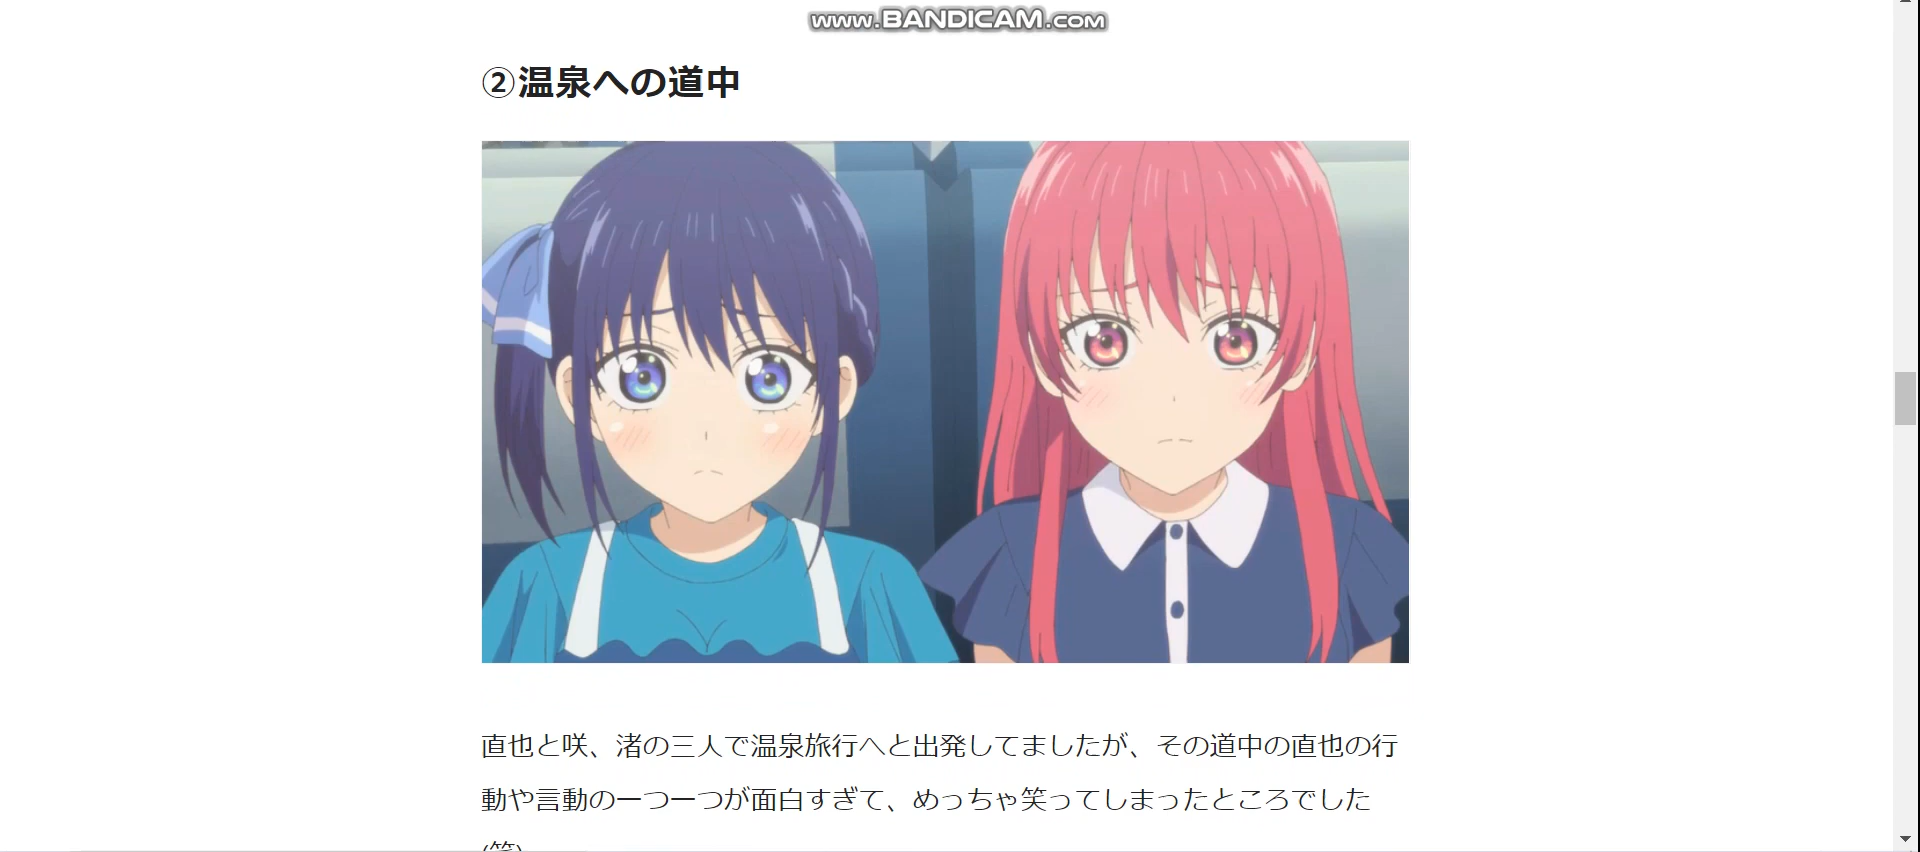 www.BANDICAM.com
②温泉への道中
直也と咲、渚の三人で温泉旅行へと出発してましたが、その道中の直也の行
動や言動の一つ一つが面白すぎて、めっちゃ笑ってしまったところでした
(笑)